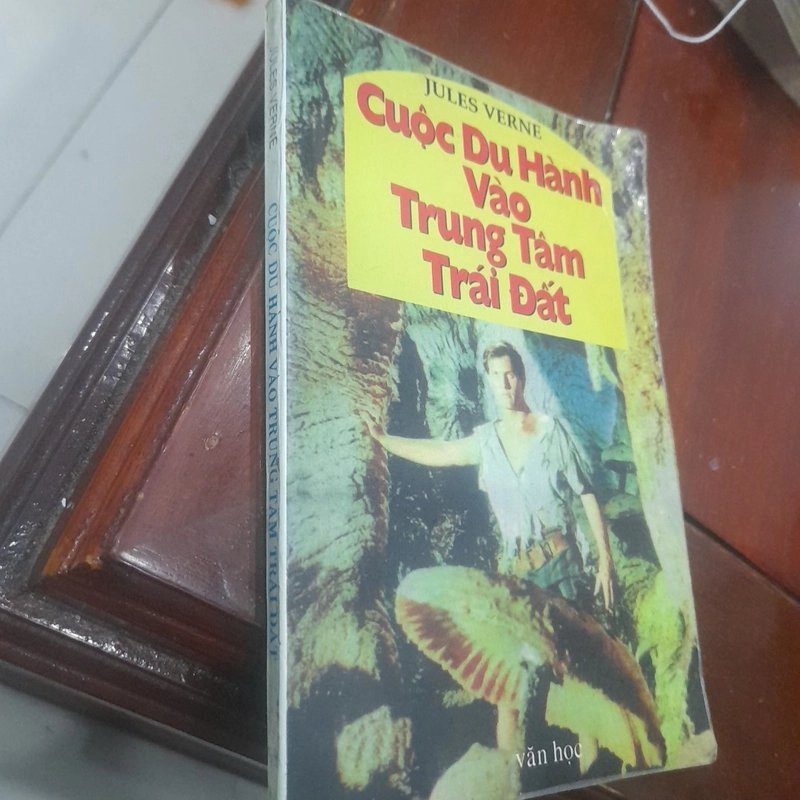 JULES VERNE
Cuộc Du Hành
Vào
Trung Tâm
Trái Đất
văn học
JULES VERNE
CUỘC DU HÀNH VÀO TRUNG TÂM TRÁI ĐẤT